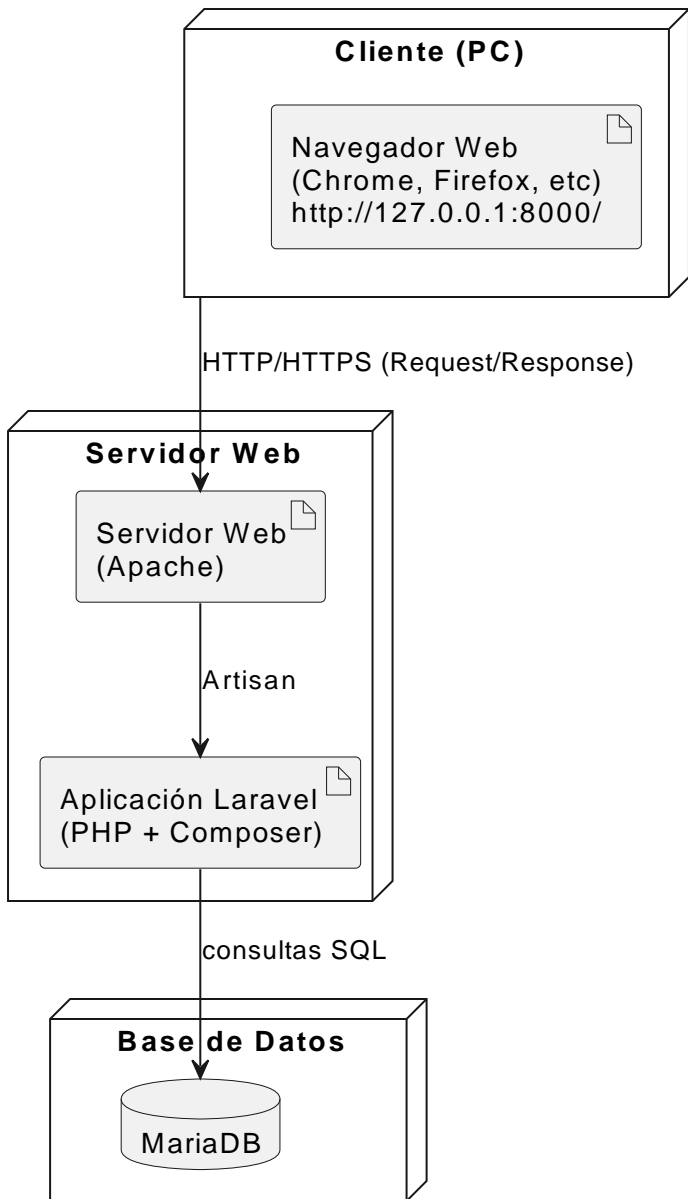 Cliente (PC)
Navegador Web
(Chrome, Firefox, etc)
http://127.0.0.1:8000/
HTTP/HTTPS (Request/Response)
Servidor Web
Servidor Web
(Apache)
Artisan
Aplicación Laravel
(PHP + Composer)
consultas SQL
Base de Datos
MariaDB